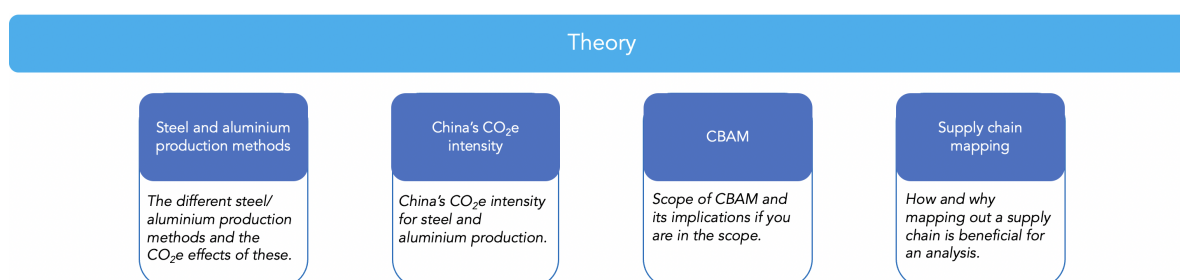 Theory
Steel and aluminium
production methods
The different steel/
aluminium production
methods and the
CO₂e effects of these.
China’s CO₂e
intensity
China’s CO₂e intensity
for steel and
aluminium production.
CBAM
Scope of CBAM and
its implications if you
are in the scope.
Supply chain
mapping
How and why
mapping out a supply
chain is beneficial for
an analysis.